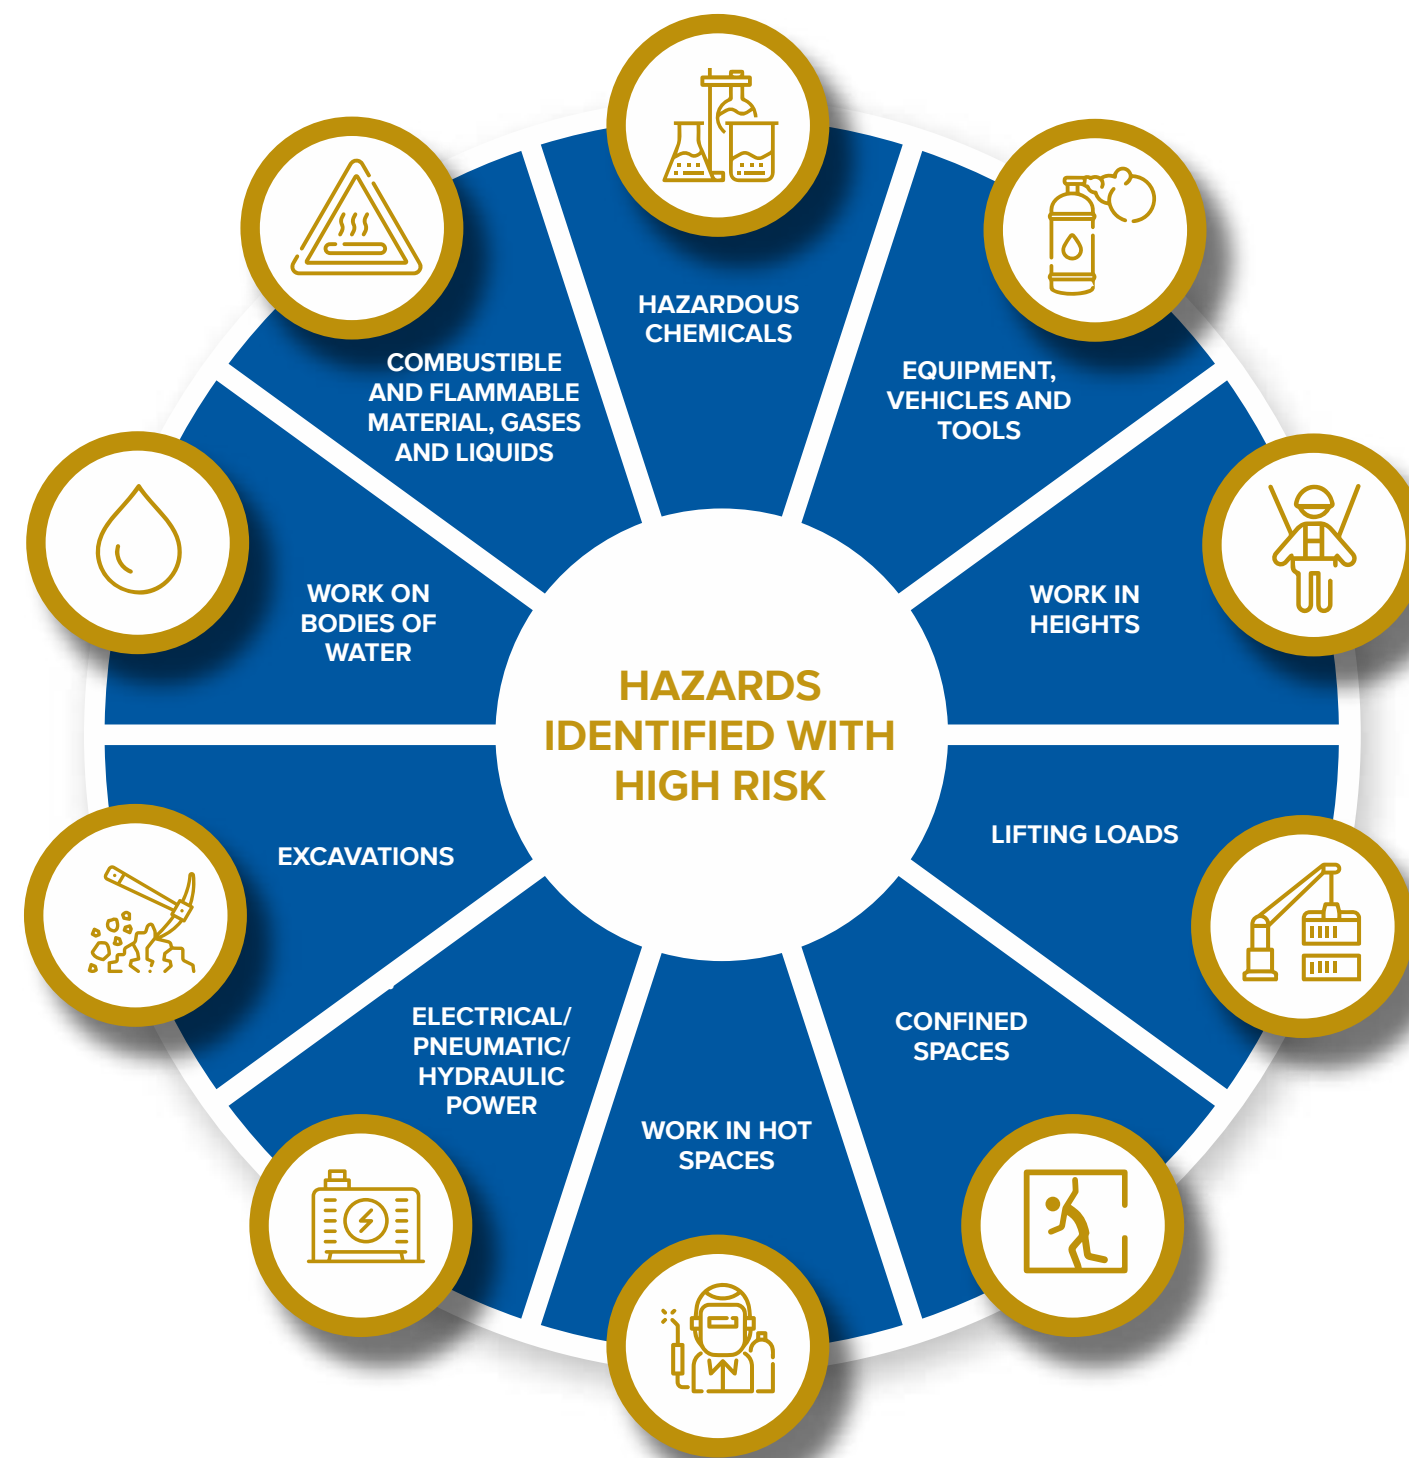 HAZARDS
IDENTIFIED WITH
HIGH RISK
HAZARDOUS
CHEMICALS
EQUIPMENT,
VEHICLES AND
TOOLS
WORK IN
HEIGHTS
LIFTING LOADS
CONFINED
SPACES
WORK IN HOT
SPACES
ELECTRICAL/
PNEUMATIC/
HYDRAULIC
POWER
EXCAVATIONS
WORK ON
BODIES OF
WATER
COMBUSTIBLE
AND FLAMMABLE
MATERIAL, GASES
AND LIQUIDS